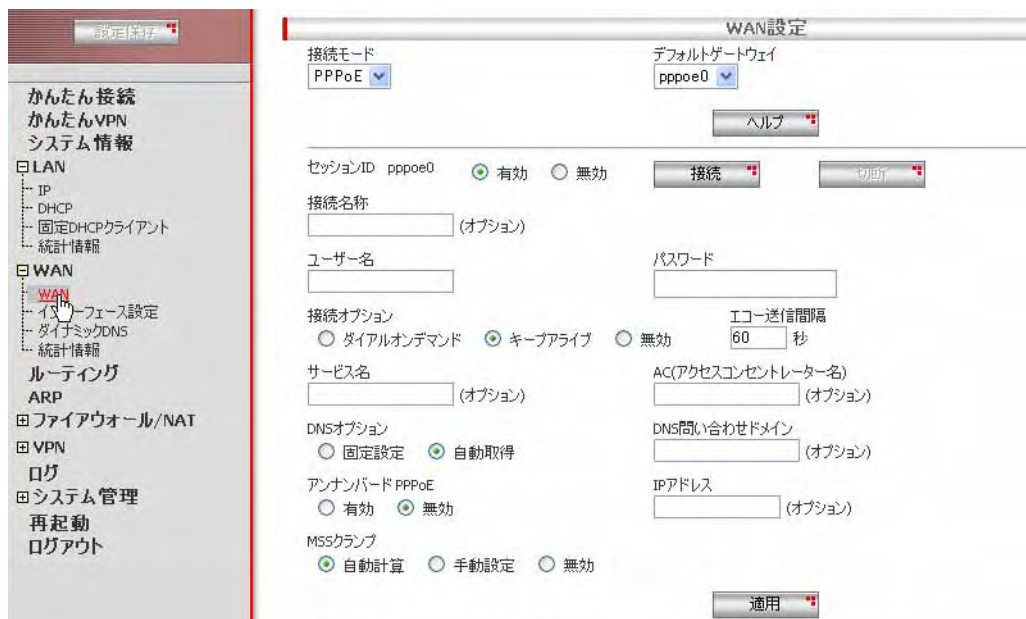 設定保存
かんたん接続
かんたんVPN
システム情報
LAN
IP
DHCP
固定DHCPクライアント
統計情報
WAN
WAN
インターフェース設定
ダイナミックDNS
統計情報
ルーティング
ARP
ファイアウォール/NAT
VPN
ログ
システム管理
再起動
ログアウト
WAN設定
接続モード デフォルトゲートウェイ
PPPoE pppoe0
ヘルプ
セッションID pppoe0 有効 無効 接続 切断
接続名称
(オプション)
ユーザー名 パスワード
接続オプション エコー送信間隔
ダイアルオンデマンド キープアライブ 無効 60 秒
サービス名 AC(アクセスコンセントレーター名)
(オプション) (オプション)
DNSオプション DNS問い合わせドメイン
固定設定 自動取得 (オプション)
アンナンバード PPPoE IPアドレス
有効 無効 (オプション)
MSSクランプ
自動計算 手動設定 無効
適用